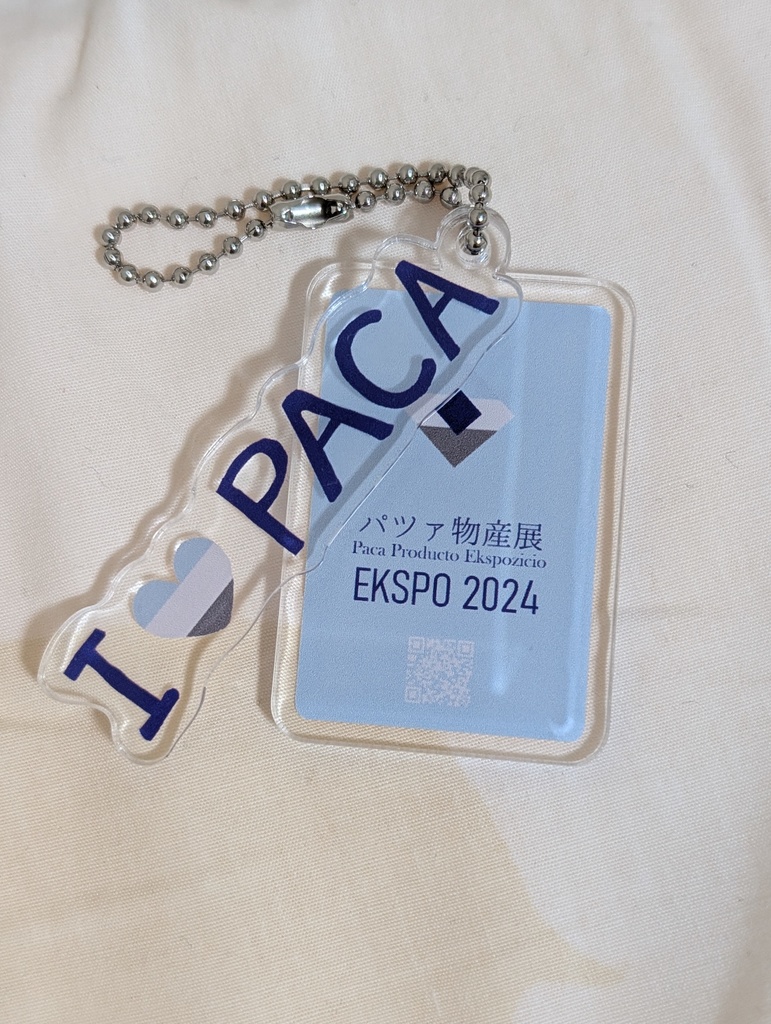 I PACA
パツァ物産展
Paca Producto Ekspozicio
EKSPO 2024